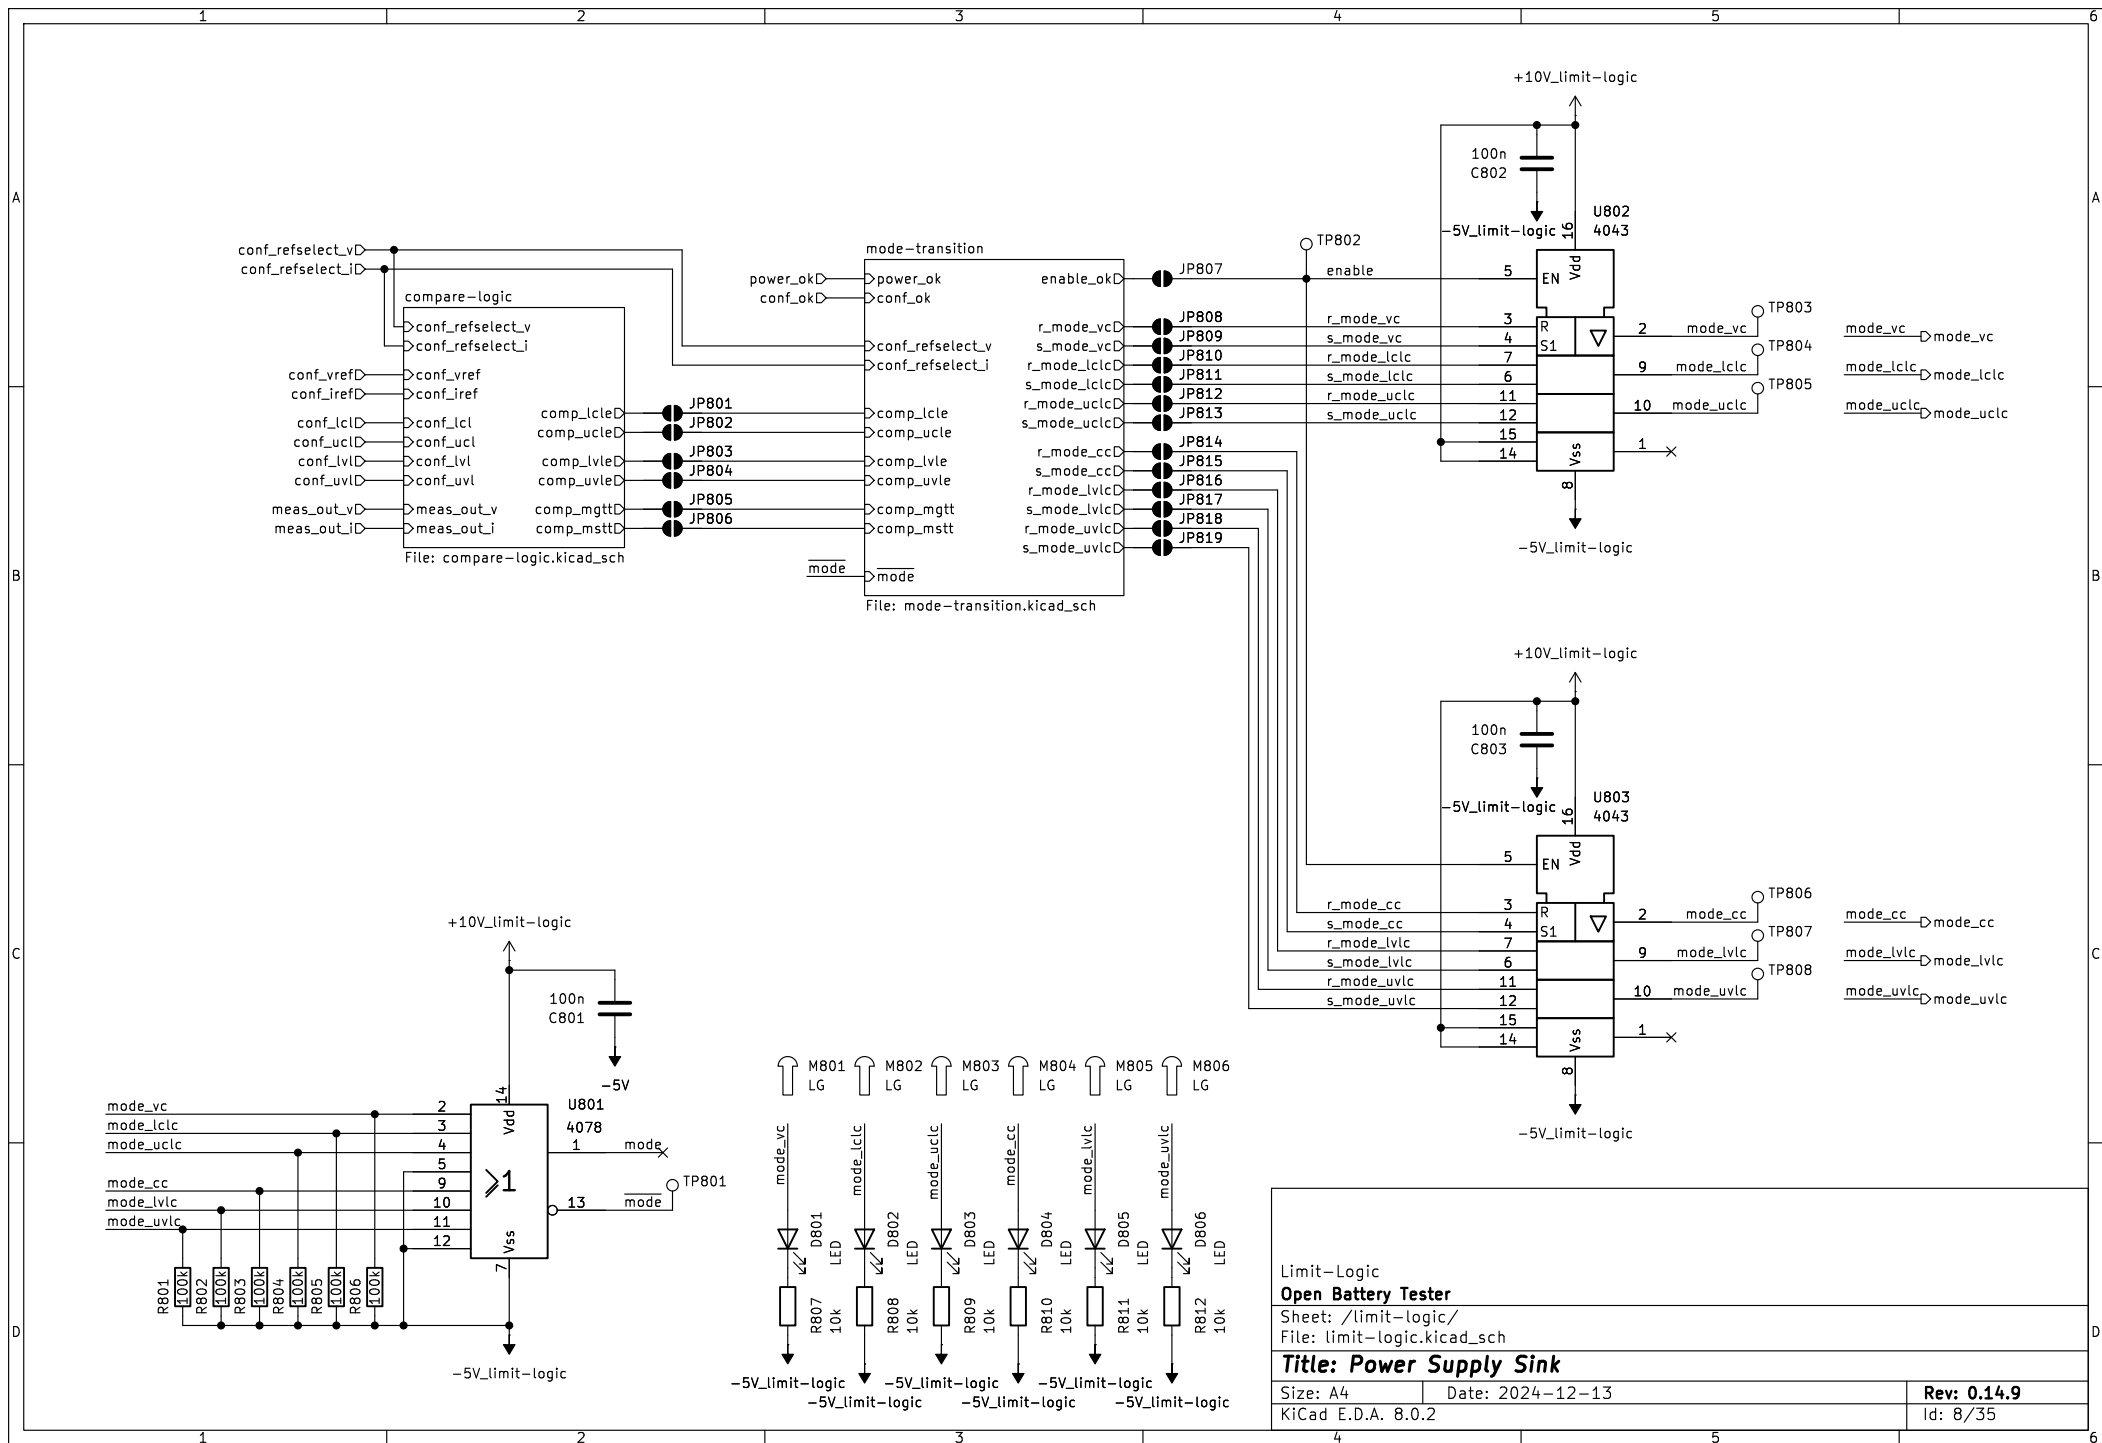 1 2 3 4 5 6
A
B
C
D
A
B
C
D
1 2 3 4 5 6
conf_refselect_v
conf_refselect_i
compare-logic
conf_refselect_v
conf_refselect_i
conf_vref conf_vref
conf_iref conf_iref
conf_lcl conf_lcl
conf_ucl conf_ucl
conf_lvl conf_lvl
conf_uvl conf_uvl
meas_out_v meas_out_v
meas_out_i meas_out_i
comp_lcle JP801
comp_ucle JP802
comp_lvle JP803
comp_uvle JP804
comp_mgtt JP805
comp_mstt JP806
File: compare-logic.kicad_sch
mode-transition
power_ok power_ok
conf_ok conf_ok
conf_refselect_v
conf_refselect_i
comp_lcle
comp_ucle
comp_lvle
comp_uvle
comp_mgtt
comp_mstt
mode mode
enable_ok JP807
r_mode_vc JP808
s_mode_vc JP809
r_mode_lclc JP810
s_mode_lclc JP811
r_mode_uclc JP812
s_mode_uclc JP813
r_mode_cc JP814
s_mode_cc JP815
r_mode_lvlc JP816
s_mode_lvlc JP817
r_mode_uvlc JP818
s_mode_uvlc JP819
File: mode-transition.kicad_sch
+10V_limit-logic
100n
C802
-5V_limit-logic
U802
4043
16
Vdd
TP802
enable 5 EN
r_mode_vc 3 R
s_mode_vc 4 S1
r_mode_lclc 7
s_mode_lclc 6
r_mode_uclc 11
s_mode_uclc 12
15
14
Vss
8
-5V_limit-logic
2 mode_vc TP803
9 mode_lclc TP804
10 mode_uclc TP805
1
mode_vc mode_vc
mode_lclc mode_lclc
mode_uclc mode_uclc
+10V_limit-logic
100n
C803
-5V_limit-logic
U803
4043
16
Vdd
5 EN
r_mode_cc 3 R
s_mode_cc 4 S1
r_mode_lvlc 7
s_mode_lvlc 6
r_mode_uvlc 11
s_mode_uvlc 12
15
14
Vss
8
-5V_limit-logic
2 mode_cc TP806
9 mode_lvlc TP807
10 mode_uvlc TP808
1
mode_cc mode_cc
mode_lvlc mode_lvlc
mode_uvlc mode_uvlc
+10V_limit-logic
100n
C801
-5V
14
Vdd
U801
4078
mode_vc 2
mode_lclc 3
mode_uclc 4
5
mode_cc 9
mode_lvlc 10
mode_uvlc 11
12
≥1
1 mode
13 mode TP801
Vss
7
R801 100k
R802 100k
R803 100k
R804 100k
R805 100k
R806 100k
-5V_limit-logic
M801 LG
M802 LG
M803 LG
M804 LG
M805 LG
M806 LG
mode_vc
mode_lclc
mode_uclc
mode_cc
mode_lvlc
mode_uvlc
D801 LED
D802 LED
D803 LED
D804 LED
D805 LED
D806 LED
R807 10k
R808 10k
R809 10k
R810 10k
R811 10k
R812 10k
-5V_limit-logic -5V_limit-logic -5V_limit-logic
-5V_limit-logic -5V_limit-logic -5V_limit-logic
Limit-Logic
Open Battery Tester
Sheet: /limit-logic/
File: limit-logic.kicad_sch
Title: Power Supply Sink
Size: A4 Date: 2024-12-13 Rev: 0.14.9
KiCad E.D.A. 8.0.2 Id: 8/35